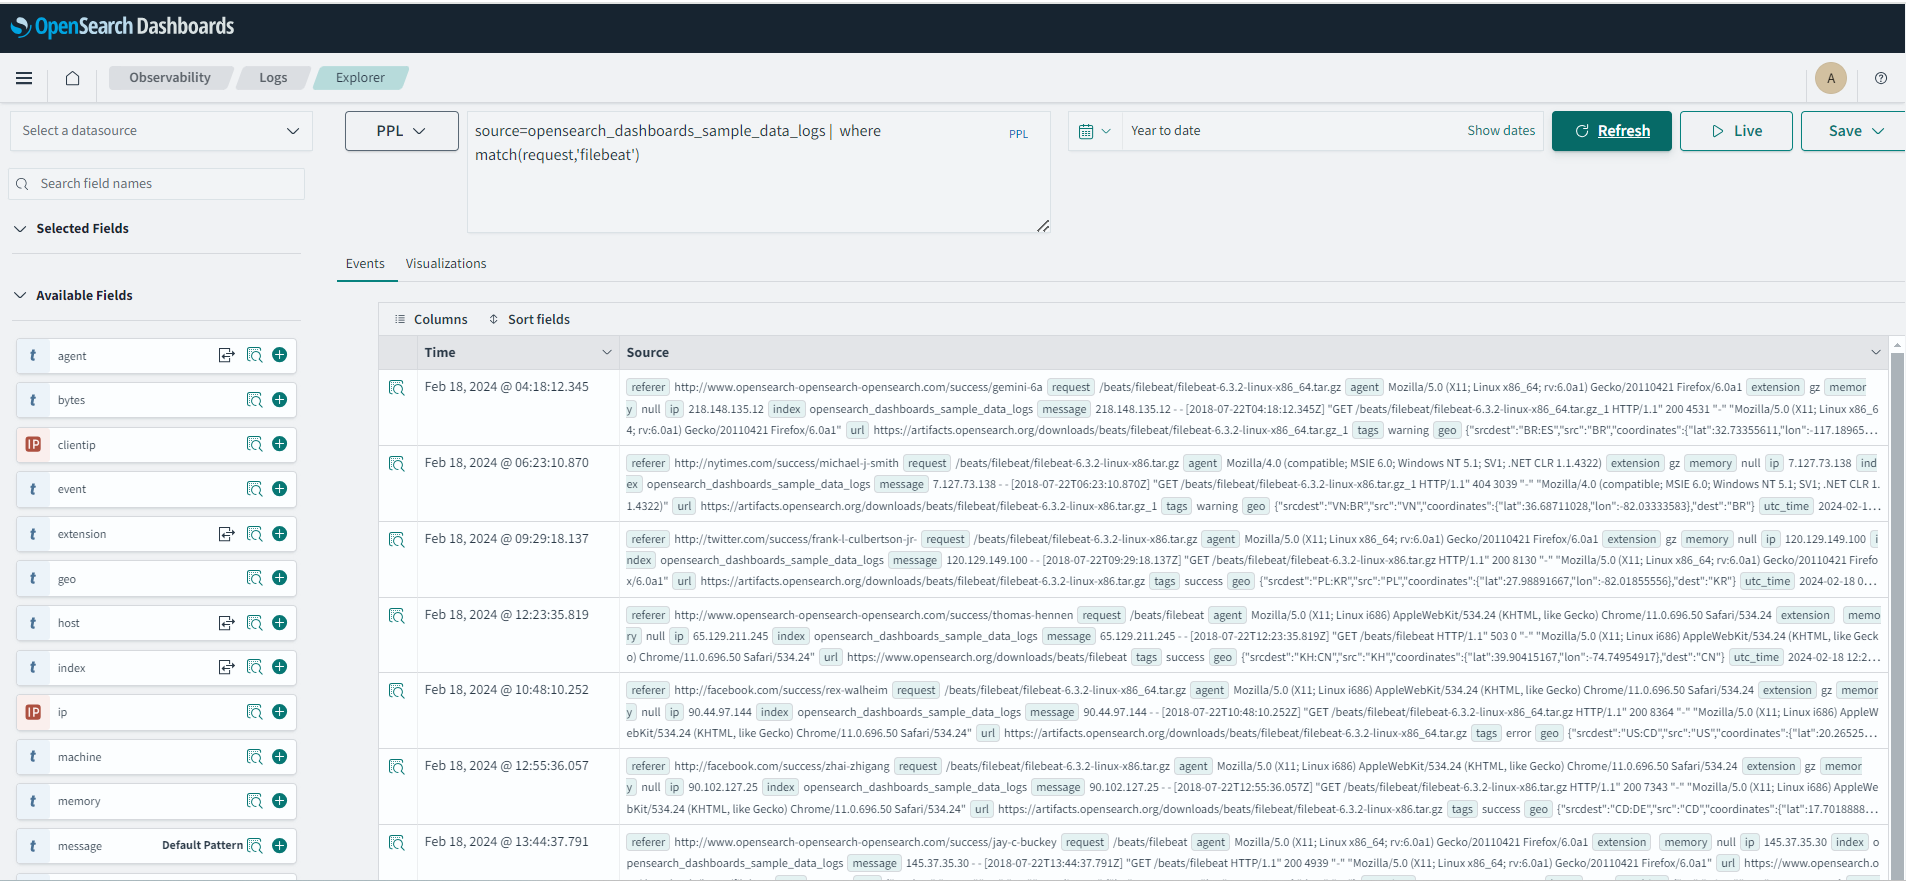 OpenSearch Dashboards
Observability
Logs
Explorer
A
Select a datasource
PPL
source=opensearch_dashboards_sample_data_logs | where
match(request,'filebeat')
PPL
Year to date
Show dates
Refresh
Live
Save
Search field names
Selected Fields
Available Fields
t agent
t bytes
IP clientip
t event
t extension
t geo
t host
t index
IP ip
t machine
t memory
t message Default Pattern
Events Visualizations
Columns Sort fields
Time Source
Feb 18, 2024 @ 04:18:12.345
referer http://www.opensearch-opensearch-opensearch.com/success/gemini-6a request /beats/filebeat/filebeat-6.3.2-linux-x86_64.tar.gz agent Mozilla/5.0 (X11; Linux x86_64; rv:6.0a1) Gecko/20110421 Firefox/6.0a1 extension gz memor
y null ip 218.148.135.12 index opensearch_dashboards_sample_data_logs message 218.148.135.12 - - [2018-07-22T04:18:12.345Z] "GET /beats/filebeat/filebeat-6.3.2-linux-x86_64.tar.gz_1 HTTP/1.1" 200 4531 "-" "Mozilla/5.0 (X11; Linux x86_6
4; rv:6.0a1) Gecko/20110421 Firefox/6.0a1" url https://artifacts.opensearch.org/downloads/beats/filebeat/filebeat-6.3.2-linux-x86_64.tar.gz_1 tags warning geo {"srcdest":"BR:ES","src":"BR","coordinates":{"lat":32.73355611,"lon":-117.18965...
Feb 18, 2024 @ 06:23:10.870
referer http://nytimes.com/success/michael-j-smith request /beats/filebeat/filebeat-6.3.2-linux-x86.tar.gz agent Mozilla/4.0 (compatible; MSIE 6.0; Windows NT 5.1; SV1; .NET CLR 1.1.4322) extension gz memory null ip 7.127.73.138 ind
ex opensearch_dashboards_sample_data_logs message 7.127.73.138 - - [2018-07-22T06:23:10.870Z] "GET /beats/filebeat/filebeat-6.3.2-linux-x86.tar.gz_1 HTTP/1.1" 404 3039 "-" "Mozilla/4.0 (compatible; MSIE 6.0; Windows NT 5.1; SV1; .NET CLR 1.
1.4322)" url https://artifacts.opensearch.org/downloads/beats/filebeat/filebeat-6.3.2-linux-x86.tar.gz_1 tags warning geo {"srcdest":"VN:BR","src":"VN","coordinates":{"lat":36.68711028,"lon":-82.03333583},"dest":"BR"} utc_time 2024-02-1...
Feb 18, 2024 @ 09:29:18.137
referer http://twitter.com/success/frank-l-culbertson-jr- request /beats/filebeat/filebeat-6.3.2-linux-x86.tar.gz agent Mozilla/5.0 (X11; Linux x86_64; rv:6.0a1) Gecko/20110421 Firefox/6.0a1 extension gz memory null ip 120.129.149.100 i
ndex opensearch_dashboards_sample_data_logs message 120.129.149.100 - - [2018-07-22T09:29:18.137Z] "GET /beats/filebeat/filebeat-6.3.2-linux-x86.tar.gz HTTP/1.1" 200 8130 "-" "Mozilla/5.0 (X11; Linux x86_64; rv:6.0a1) Gecko/20110421 Firefo
x/6.0a1" url https://artifacts.opensearch.org/downloads/beats/filebeat/filebeat-6.3.2-linux-x86.tar.gz tags success geo {"srcdest":"PL:KR","src":"PL","coordinates":{"lat":27.98891667,"lon":-82.01855556},"dest":"KR"} utc_time 2024-02-18 0...
Feb 18, 2024 @ 12:23:35.819
referer http://www.opensearch-opensearch-opensearch.com/success/thomas-hennen request /beats/filebeat agent Mozilla/5.0 (X11; Linux i686) AppleWebKit/534.24 (KHTML, like Gecko) Chrome/11.0.696.50 Safari/534.24 extension memo
ry null ip 65.129.211.245 index opensearch_dashboards_sample_data_logs message 65.129.211.245 - - [2018-07-22T12:23:35.819Z] "GET /beats/filebeat HTTP/1.1" 503 0 "-" "Mozilla/5.0 (X11; Linux i686) AppleWebKit/534.24 (KHTML, like Geck
o) Chrome/11.0.696.50 Safari/534.24" url https://www.opensearch.org/downloads/beats/filebeat tags success geo {"srcdest":"KH:CN","src":"KH","coordinates":{"lat":39.90415167,"lon":-74.74954917},"dest":"CN"} utc_time 2024-02-18 12:2...
Feb 18, 2024 @ 10:48:10.252
referer http://facebook.com/success/rex-walheim request /beats/filebeat/filebeat-6.3.2-linux-x86_64.tar.gz agent Mozilla/5.0 (X11; Linux i686) AppleWebKit/534.24 (KHTML, like Gecko) Chrome/11.0.696.50 Safari/534.24 extension gz memor
y null ip 90.44.97.144 index opensearch_dashboards_sample_data_logs message 90.44.97.144 - - [2018-07-22T10:48:10.252Z] "GET /beats/filebeat/filebeat-6.3.2-linux-x86_64.tar.gz HTTP/1.1" 200 8364 "-" "Mozilla/5.0 (X11; Linux i686) AppleW
ebKit/534.24 (KHTML, like Gecko) Chrome/11.0.696.50 Safari/534.24" url https://artifacts.opensearch.org/downloads/beats/filebeat/filebeat-6.3.2-linux-x86_64.tar.gz tags error geo {"srcdest":"US:CD","src":"US","coordinates":{"lat":20.26525...
Feb 18, 2024 @ 12:55:36.057
referer http://facebook.com/success/zhai-zhigang request /beats/filebeat/filebeat-6.3.2-linux-x86.tar.gz agent Mozilla/5.0 (X11; Linux i686) AppleWebKit/534.24 (KHTML, like Gecko) Chrome/11.0.696.50 Safari/534.24 extension gz memor
y null ip 90.102.127.25 index opensearch_dashboards_sample_data_logs message 90.102.127.25 - - [2018-07-22T12:55:36.057Z] "GET /beats/filebeat/filebeat-6.3.2-linux-x86.tar.gz HTTP/1.1" 200 7343 "-" "Mozilla/5.0 (X11; Linux i686) AppleWe
bKit/534.24 (KHTML, like Gecko) Chrome/11.0.696.50 Safari/534.24" url https://artifacts.opensearch.org/downloads/beats/filebeat/filebeat-6.3.2-linux-x86.tar.gz tags success geo {"srcdest":"CD:DE","src":"CD","coordinates":{"lat":17.7018888...
Feb 18, 2024 @ 13:44:37.791
referer http://www.opensearch-opensearch-opensearch.com/success/jay-c-buckey request /beats/filebeat agent Mozilla/5.0 (X11; Linux x86_64; rv:6.0a1) Gecko/20110421 Firefox/6.0a1 extension memory null ip 145.37.35.30 index o
pensearch_dashboards_sample_data_logs message 145.37.35.30 - - [2018-07-22T13:44:37.791Z] "GET /beats/filebeat HTTP/1.1" 200 4939 "-" "Mozilla/5.0 (X11; Linux x86_64; rv:6.0a1) Gecko/20110421 Firefox/6.0a1" url https://www.opensearch.o